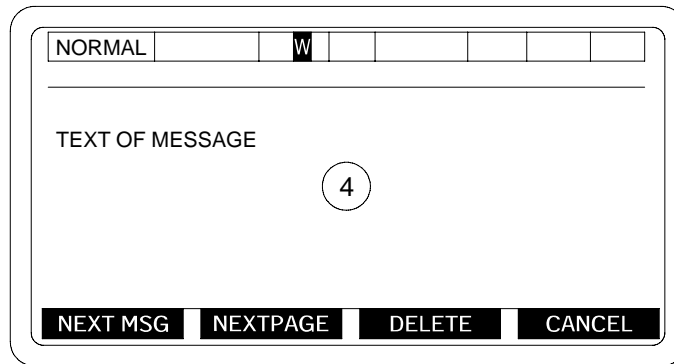 NORMAL W
TEXT OF MESSAGE
4
NEXT MSG NEXTPAGE DELETE CANCEL